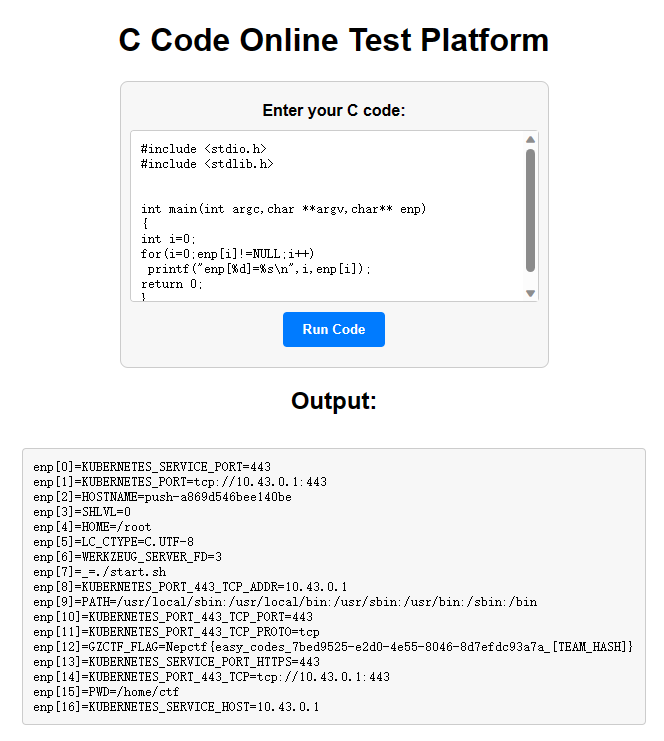 C Code Online Test Platform
Enter your C code:
#include <stdio.h>
#include <stdlib.h>
int main(int argc,char **argv,char** enp)
{
int i=0;
for(i=0;enp[i]!=NULL;i++)
 printf("enp[%d]=%s\n",i,enp[i]);
return 0;
}
Run Code
Output:
enp[0]=KUBERNETES_SERVICE_PORT=443
enp[1]=KUBERNETES_PORT=tcp://10.43.0.1:443
enp[2]=HOSTNAME=push-a869d546bee140be
enp[3]=SHLVL=0
enp[4]=HOME=/root
enp[5]=LC_CTYPE=C.UTF-8
enp[6]=WERKZEUG_SERVER_FD=3
enp[7]=_=./start.sh
enp[8]=KUBERNETES_PORT_443_TCP_ADDR=10.43.0.1
enp[9]=PATH=/usr/local/sbin:/usr/local/bin:/usr/sbin:/usr/bin:/sbin:/bin
enp[10]=KUBERNETES_PORT_443_TCP_PORT=443
enp[11]=KUBERNETES_PORT_443_TCP_PROTO=tcp
enp[12]=GZCTF_FLAG=Nepctf{easy_codes_7bed9525-e2d0-4e55-8046-8d7efdc93a7a_[TEAM_HASH]}
enp[13]=KUBERNETES_SERVICE_PORT_HTTPS=443
enp[14]=KUBERNETES_PORT_443_TCP=tcp://10.43.0.1:443
enp[15]=PWD=/home/ctf
enp[16]=KUBERNETES_SERVICE_HOST=10.43.0.1